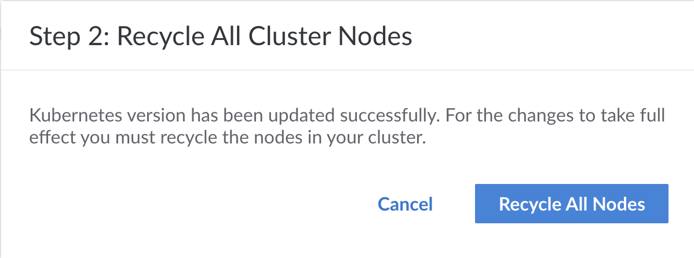 Step 2: Recycle All Cluster Nodes
Kubernetes version has been updated successfully. For the changes to take full
effect you must recycle the nodes in your cluster.
Cancel
Recycle All Nodes